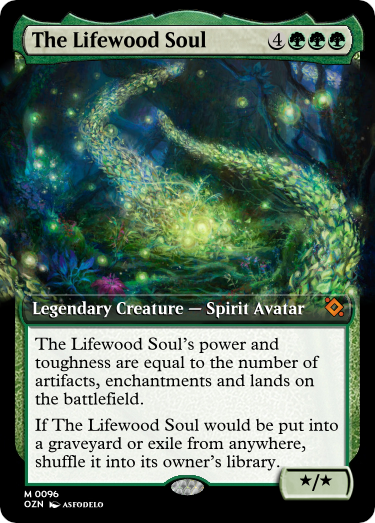 The Lifewood Soul 4
Legendary Creature — Spirit Avatar
The Lifewood Soul's power and
toughness are equal to the number of
artifacts, enchantments and lands on
the battlefield.
If The Lifewood Soul would be put into
a graveyard or exile from anywhere,
shuffle it into its owner's library.
★/★
M 0096
OZN ASFODELO